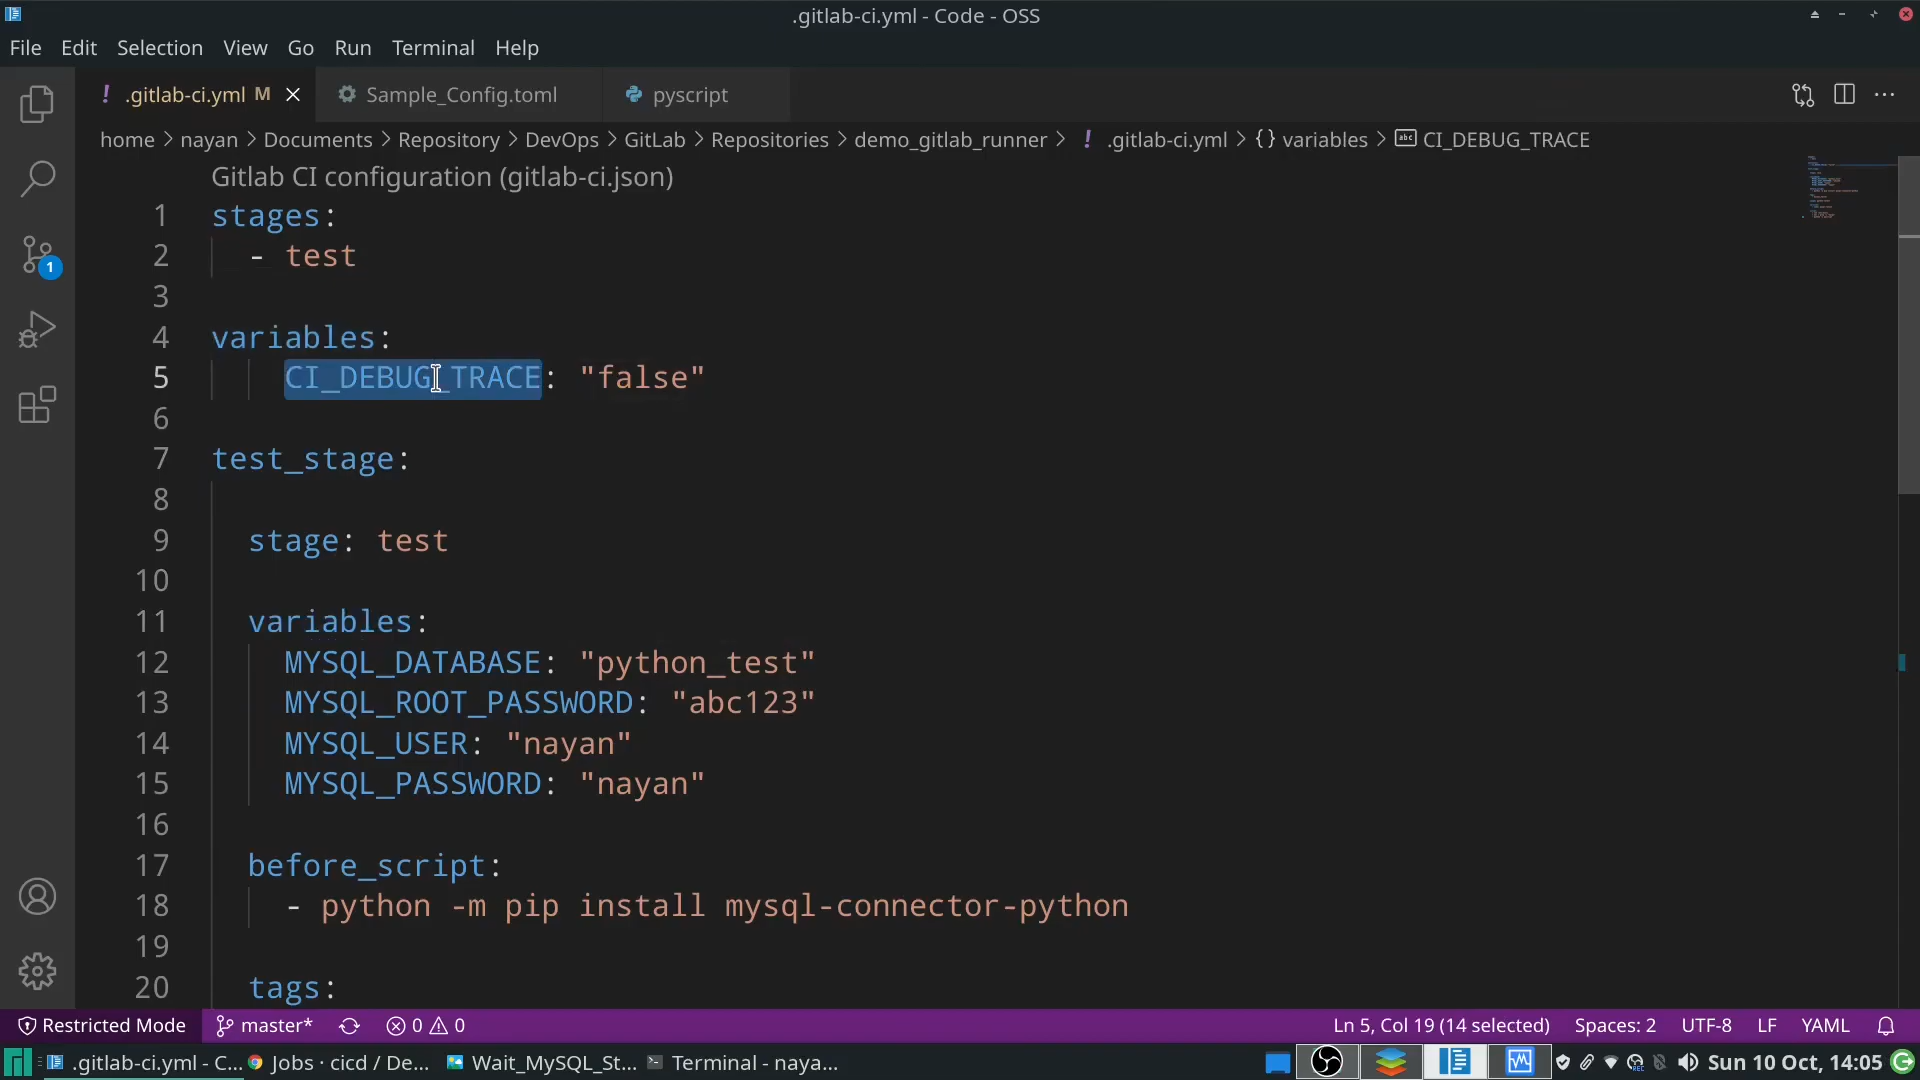 .gitlab-ci.yml - Code - OSS
File Edit Selection View Go Run Terminal Help
! .gitlab-ci.yml M Sample_Config.toml pyscript
home > nayan > Documents > Repository > DevOps > GitLab > Repositories > demo_gitlab_runner > ! .gitlab-ci.yml > {} variables > abc CI_DEBUG_TRACE
Gitlab CI configuration (gitlab-ci.json)
1 stages:
2 - test
3
4 variables:
5 CI_DEBUG_TRACE: "false"
6
7 test_stage:
8
9 stage: test
10
11 variables:
12 MYSQL_DATABASE: "python_test"
13 MYSQL_ROOT_PASSWORD: "abc123"
14 MYSQL_USER: "nayan"
15 MYSQL_PASSWORD: "nayan"
16
17 before_script:
18 - python -m pip install mysql-connector-python
19
20 tags:
1
Restricted Mode master* 0 0 Ln 5, Col 19 (14 selected) Spaces: 2 UTF-8 LF YAML
.gitlab-ci.yml - C... Jobs · cicd / De... Wait_MySQL_St... Terminal - naya... Sun 10 Oct, 14:05